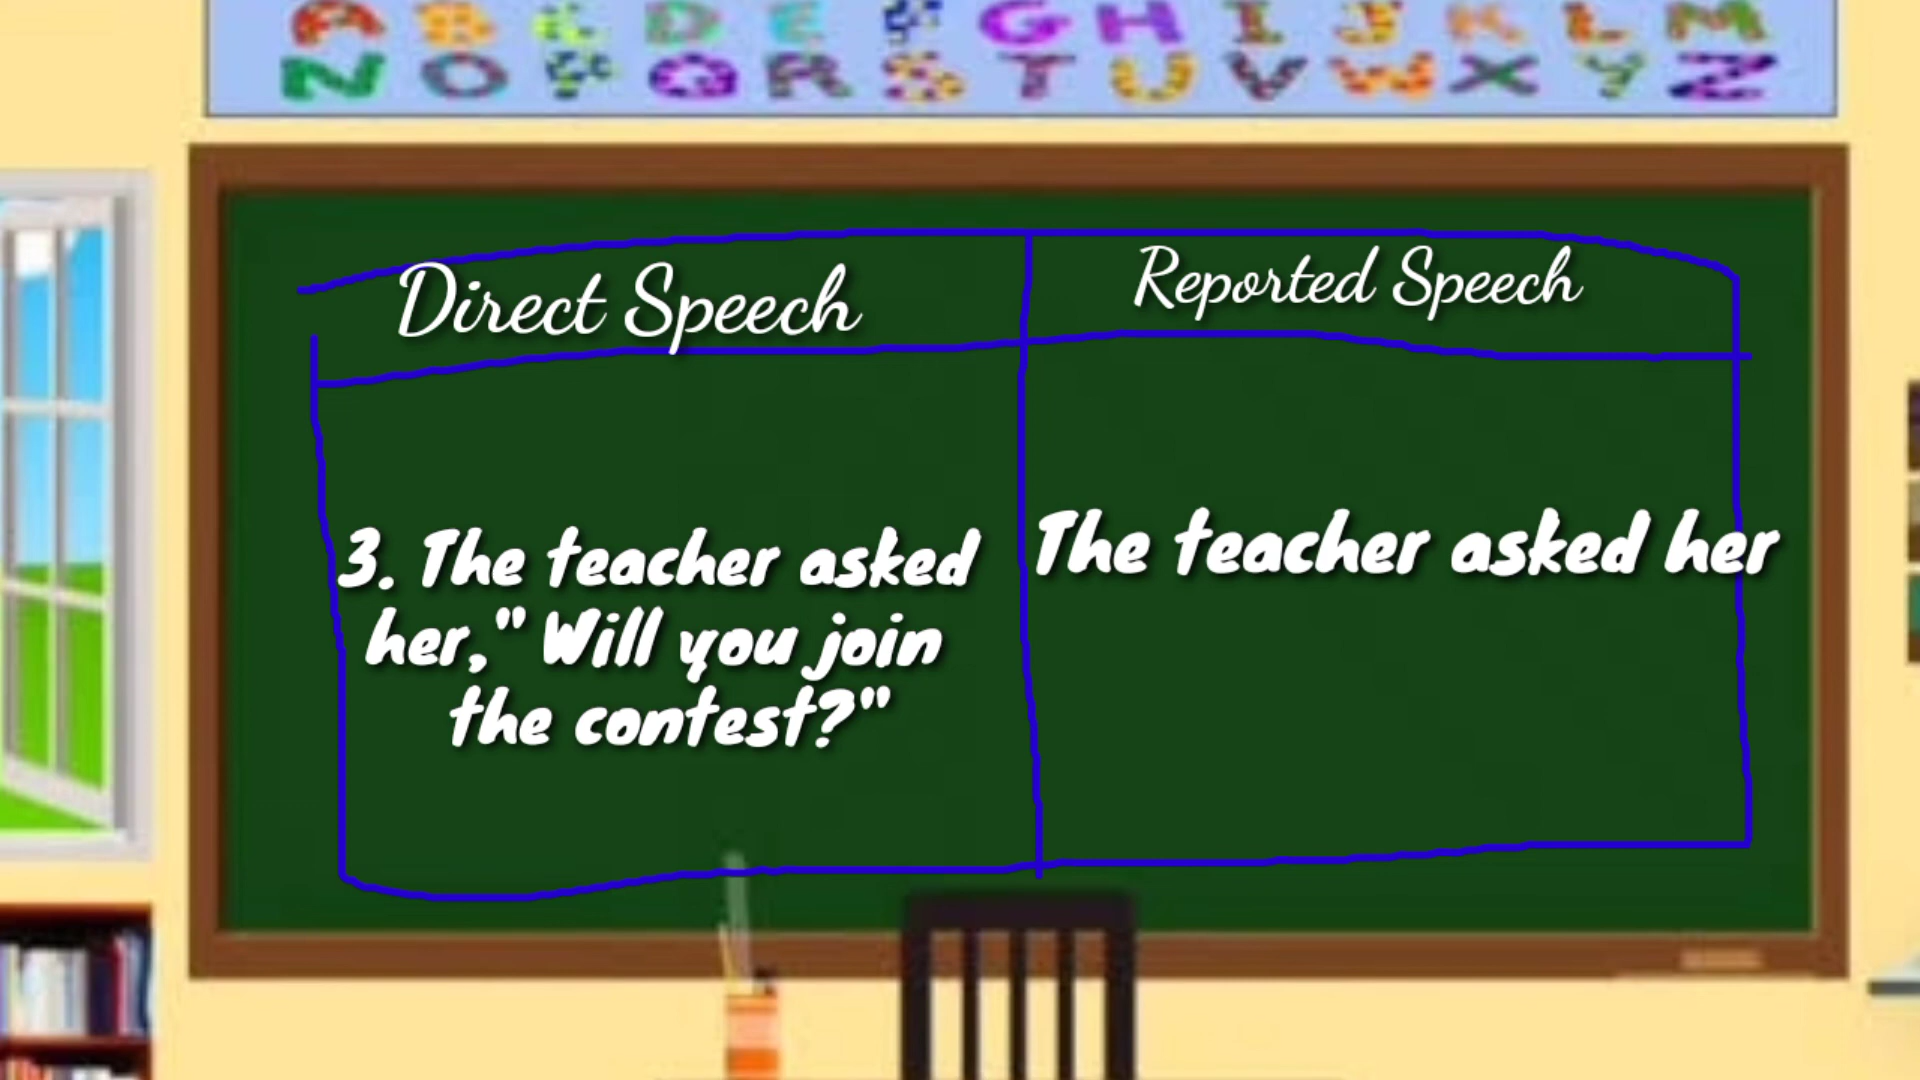 A B C D E F G H I J K L M
N O P Q R S T U V W X Y Z
Direct Speech
Reported Speech
3. The teacher asked
her," Will you join
the contest?"
The teacher asked her